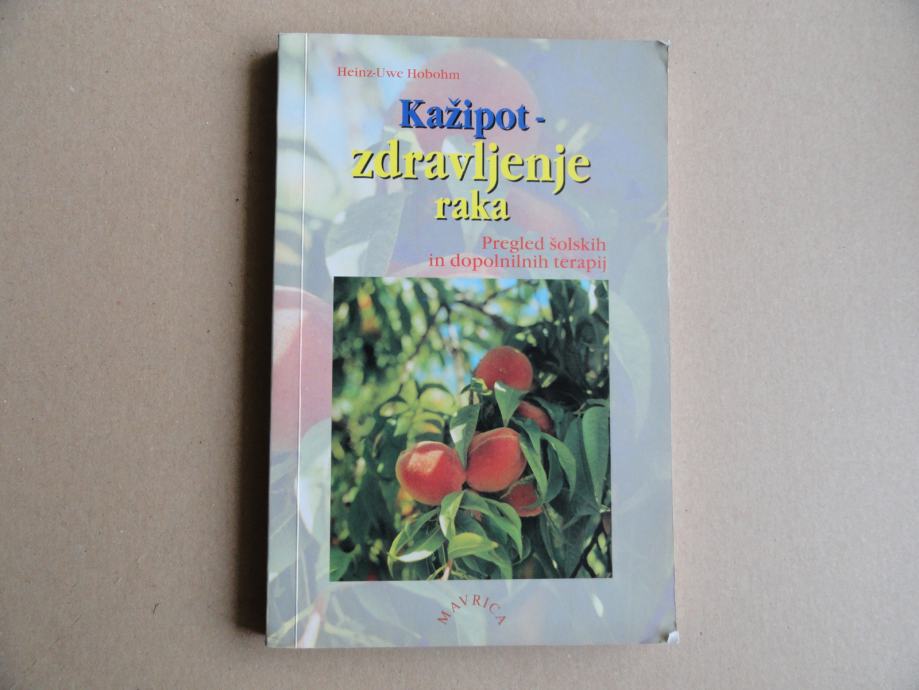 Heinz-Uwe Hobohm
Kažipot -
zdravljenje
raka
Pregled šolskih
in dopolnilnih terapij
MAVRICA